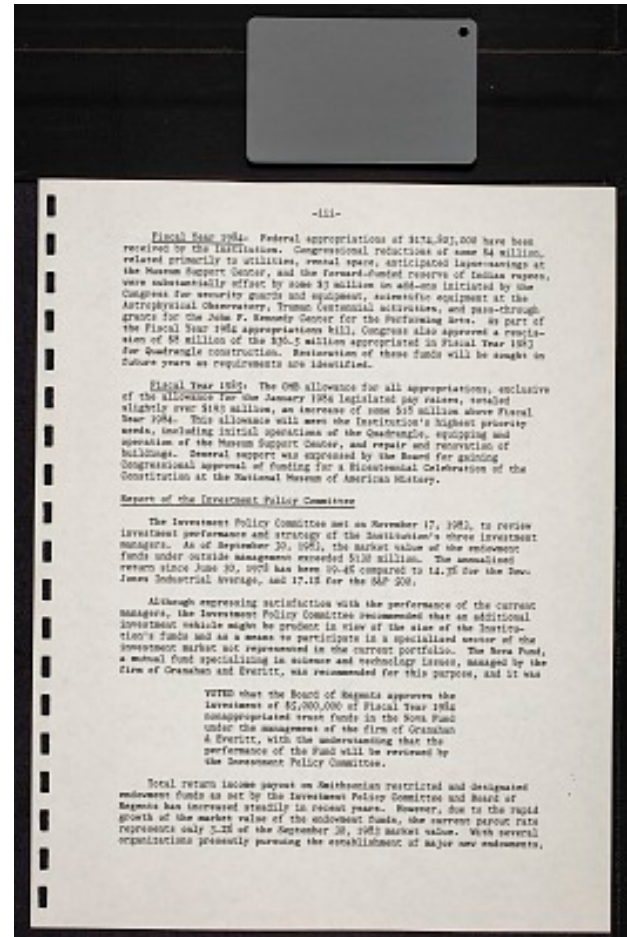 -iii-
Fiscal Year 1984. Federal appropriations of $174,803,000 have been
received by the Institution. Congressional reductions of some $4 million,
related primarily to utilities, rental space, anticipated lapse-savings at
the Museum Support Center, and the forward-funded reserve of Indian rupees,
were substantially offset by some $3 million in add-ons initiated by the
Congress for security guards and equipment, scientific equipment at the
Astrophysical Observatory, Truman Centennial activities, and pass-through
grants for the John F. Kennedy Center for the Performing Arts. As part of
the Fiscal Year 1984 appropriations bill, Congress also approved a rescis-
sion of $8 million of the $36.5 million appropriated in Fiscal Year 1983
for Quadrangle construction. Restoration of these funds will be sought in
future years as requirements are identified.
Fiscal Year 1985: The OMB allowance for all appropriations, exclusive
of the allowance for the January 1984 legislated pay raises, totaled
slightly over $193 million, an increase of some $18 million above Fiscal
Year 1984. This allowance will meet the Institution's highest priority
needs, including initial operations of the Quadrangle, equipping and
operation of the Museum Support Center, and repair and renovation of
buildings. General support was expressed by the Board for gaining
Congressional approval of funding for a Bicentennial Celebration of the
Constitution at the National Museum of American History.
Report of the Investment Policy Committee
The Investment Policy Committee met on November 17, 1983, to review
investment performance and strategy of the Institution's three investment
managers. As of September 30, 1983, the market value of the endowment
funds under outside management exceeded $132 million. The annualized
return since June 30, 1978 has been 19.4% compared to 14.3% for the Dow-
Jones Industrial Average, and 17.1% for the S&P 500.
Although expressing satisfaction with the performance of the current
managers, the Investment Policy Committee recommended that an additional
investment vehicle might be prudent in view of the size of the Institu-
tion's funds and as a means to participate in a specialized sector of the
investment market not represented in the current portfolio. The Nova Fund,
a mutual fund specializing in science and technology issues, managed by the
firm of Granahan and Everitt, was recommended for this purpose, and it was
VOTED that the Board of Regents approves the
investment of $5,000,000 of Fiscal Year 1984
nonappropriated trust funds in the Nova Fund
under the management of the firm of Granahan
& Everitt, with the understanding that the
performance of the Fund will be reviewed by
the Investment Policy Committee.
Total return income payout on Smithsonian restricted and designated
endowment funds as set by the Investment Policy Committee and Board of
Regents has increased steadily in recent years. However, due to the rapid
growth of the market value of the endowment funds, the current payout rate
represents only 3.2% of the September 30, 1983 market value. With several
organizations presently pursuing the establishment of major new endowments,